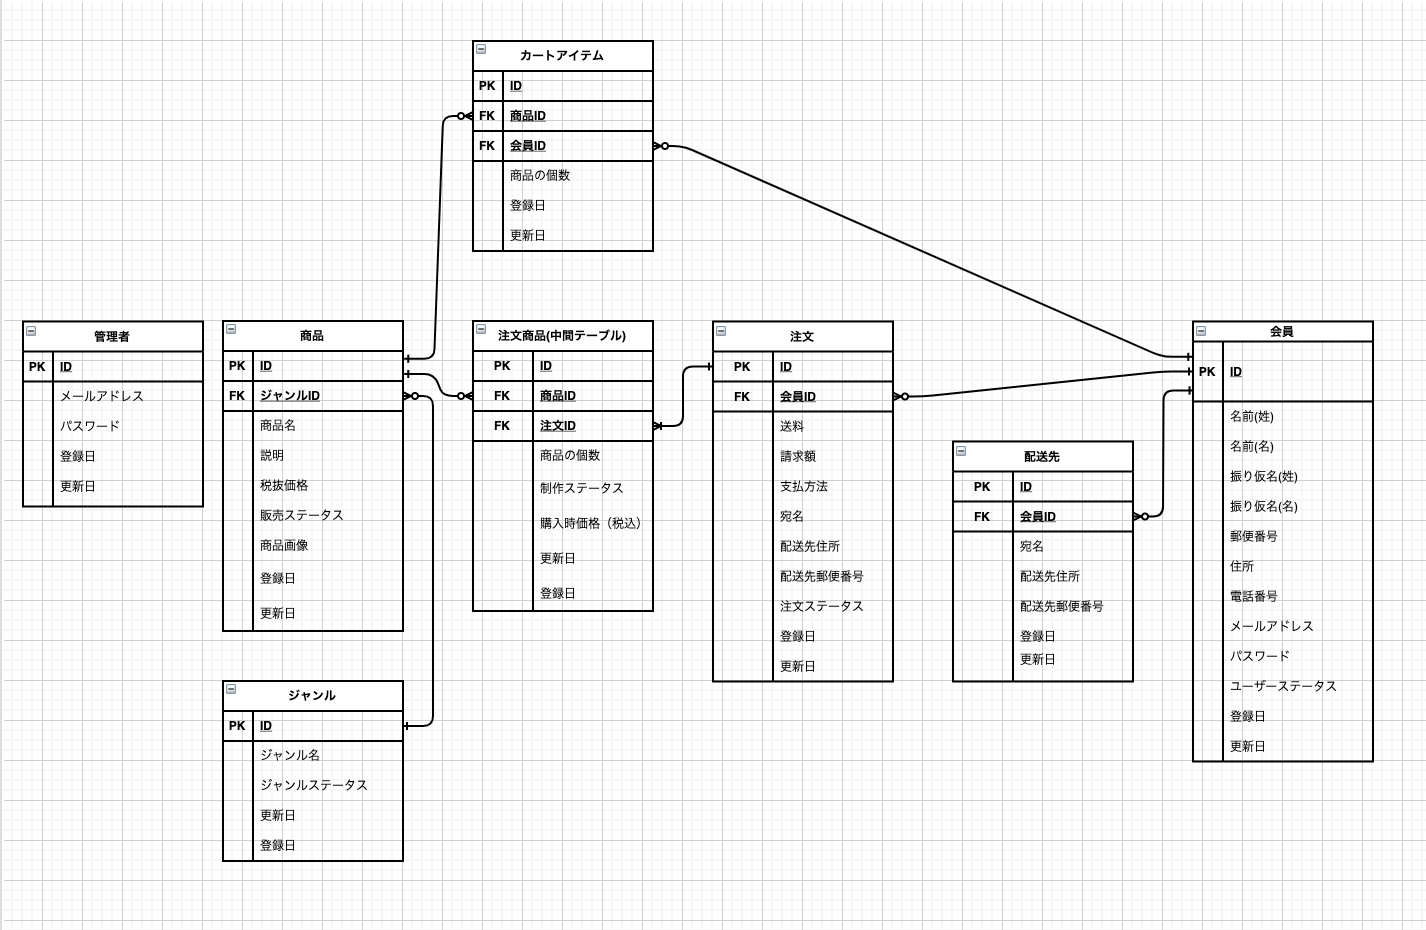 カートアイテム
PK ID
FK 商品ID
FK 会員ID
商品の個数
登録日
更新日
管理者
PK ID
メールアドレス
パスワード
登録日
更新日
商品
PK ID
FK ジャンルID
商品名
説明
税抜価格
販売ステータス
商品画像
登録日
更新日
注文商品(中間テーブル)
PK ID
FK 商品ID
FK 注文ID
商品の個数
制作ステータス
購入時価格（税込）
更新日
登録日
注文
PK ID
FK 会員ID
送料
請求額
支払方法
宛名
配送先住所
配送先郵便番号
注文ステータス
登録日
更新日
配送先
PK ID
FK 会員ID
宛名
配送先住所
配送先郵便番号
登録日
更新日
会員
PK ID
名前(姓)
名前(名)
振り仮名(姓)
振り仮名(名)
郵便番号
住所
電話番号
メールアドレス
パスワード
ユーザーステータス
登録日
更新日
ジャンル
PK ID
ジャンル名
ジャンルステータス
更新日
登録日